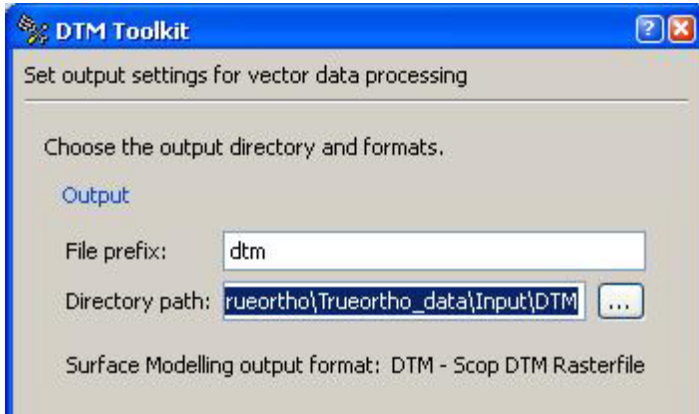 DTM Toolkit
Set output settings for vector data processing
Choose the output directory and formats.
Output
File prefix: dtm
Directory path: rueortho\Trueortho_data\Input\DTM ...
Surface Modelling output format: DTM - Scop DTM Rasterfile